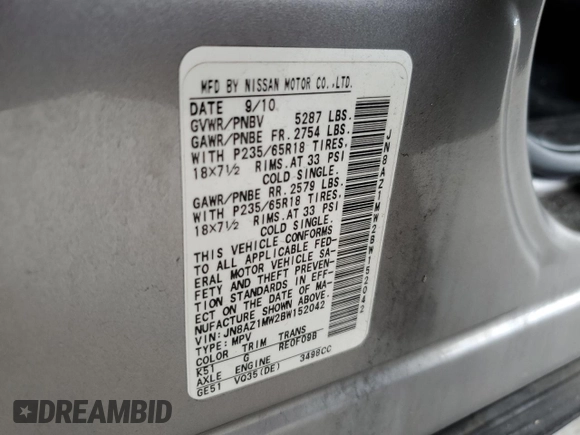 MFD BY NISSAN MOTOR CO.,LTD.
DATE 9/10
GVWR/PNBV 5287 LBS.
GAWR/PNBE FR. 2754 LBS.
WITH P235/65R18 TIRES,
18×7½ RIMS.AT 33 PSI
COLD SINGLE.
GAWR/PNBE RR. 2579 LBS.
WITH P235/65R18 TIRES,
18×7½ RIMS.AT 33 PSI
COLD SINGLE.
THIS VEHICLE CONFORMS
TO ALL APPLICABLE FED-
ERAL MOTOR VEHICLE SA-
FETY AND THEFT PREVEN-
TION STANDARDS IN EFF-
ECT ON THE DATE OF MA-
NUFACTURE SHOWN ABOVE.
VIN: JN8AZ1MW2BW152042
TYPE: MPV
COLOR TRIM TRANS
K51 G RE0F09B
AXLE ENGINE
GE51 VQ35(DE) 3498CC
JN8AZ1MW2BW152042
DREAMBID